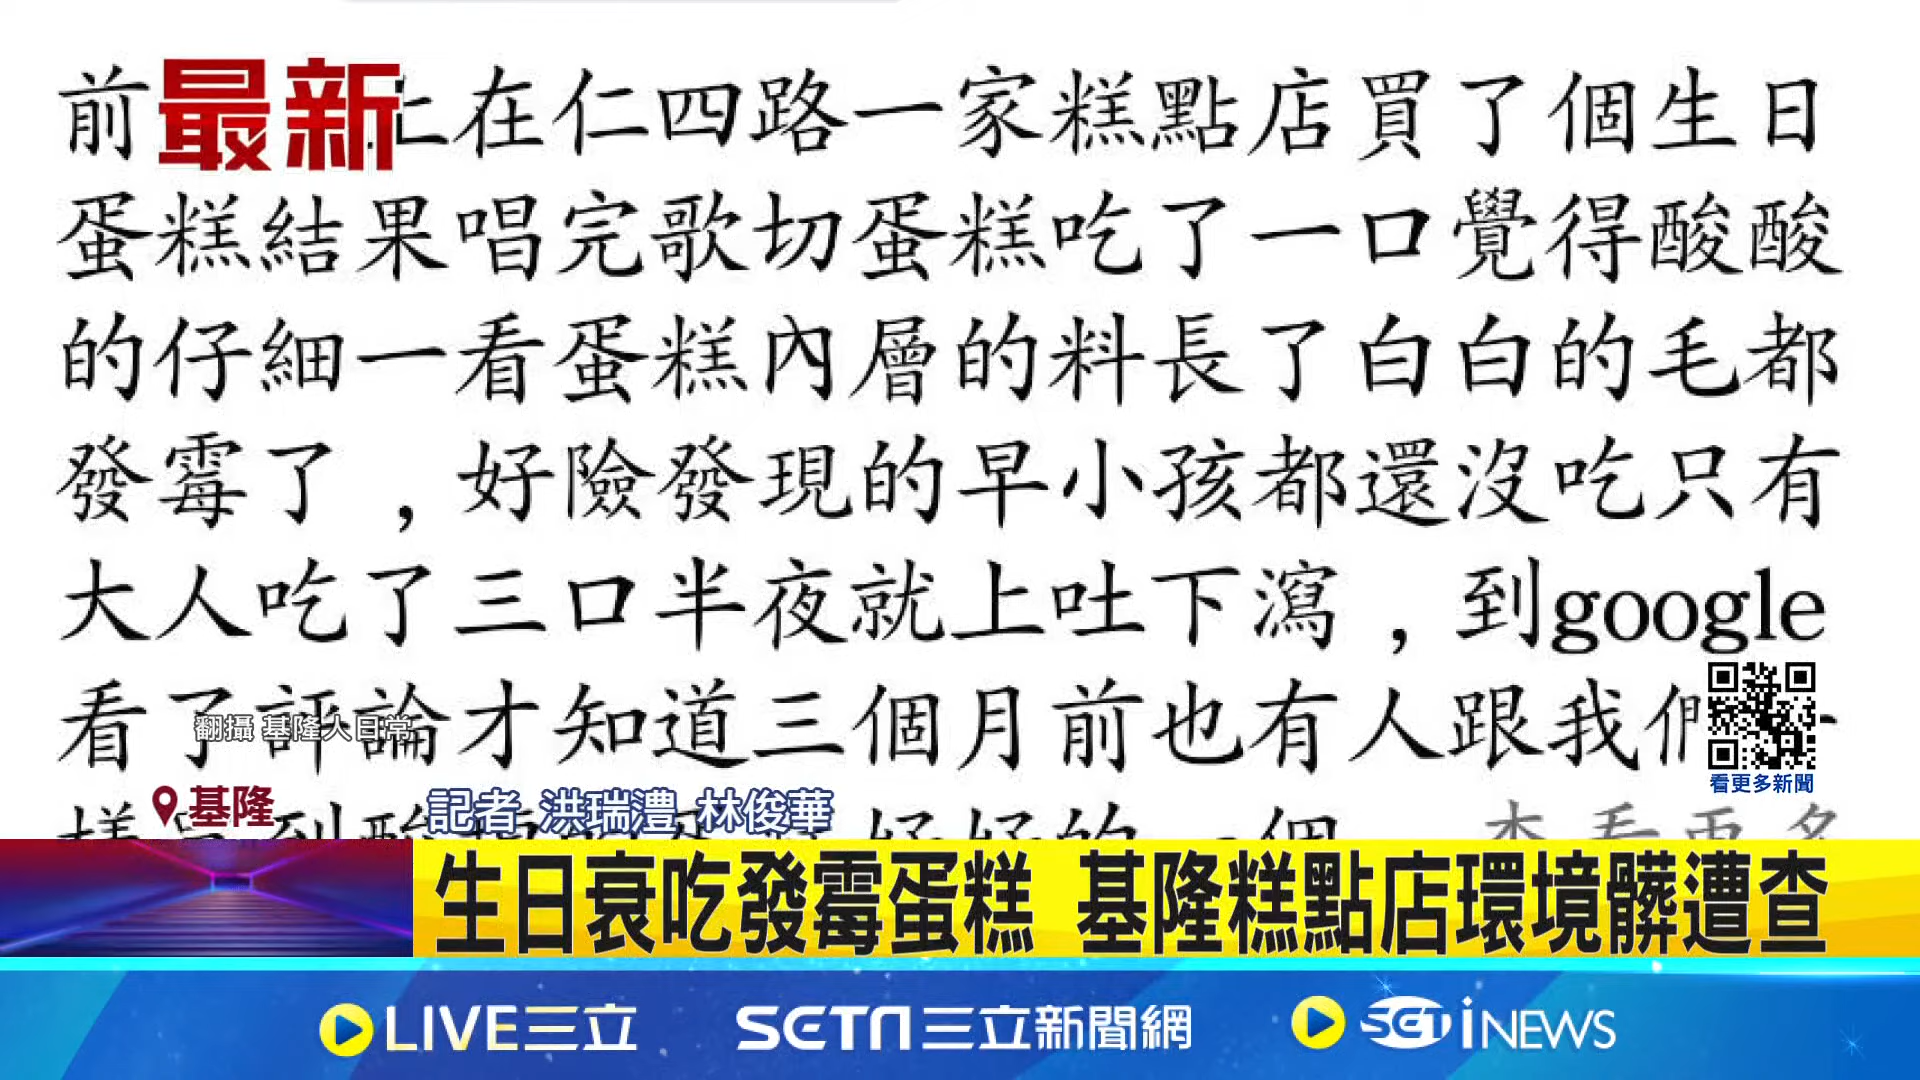 最新
前上在仁四路一家糕點店買了個生日
蛋糕結果唱完歌切蛋糕吃了一口覺得酸酸
的仔細一看蛋糕內層的料長了白白的毛都
發霉了，好險發現的早小孩都還沒吃只有
大人吃了三口半夜就上吐下瀉，到google
看了評論才知道三個月前也有人跟我們
翻攝 基隆人日常
看更多新聞
基隆
記者 洪瑞澧 林俊華
生日衰吃發霉蛋糕 基隆糕點店環境髒遭查
LIVE三立
SETN三立新聞網
SETiNEWS